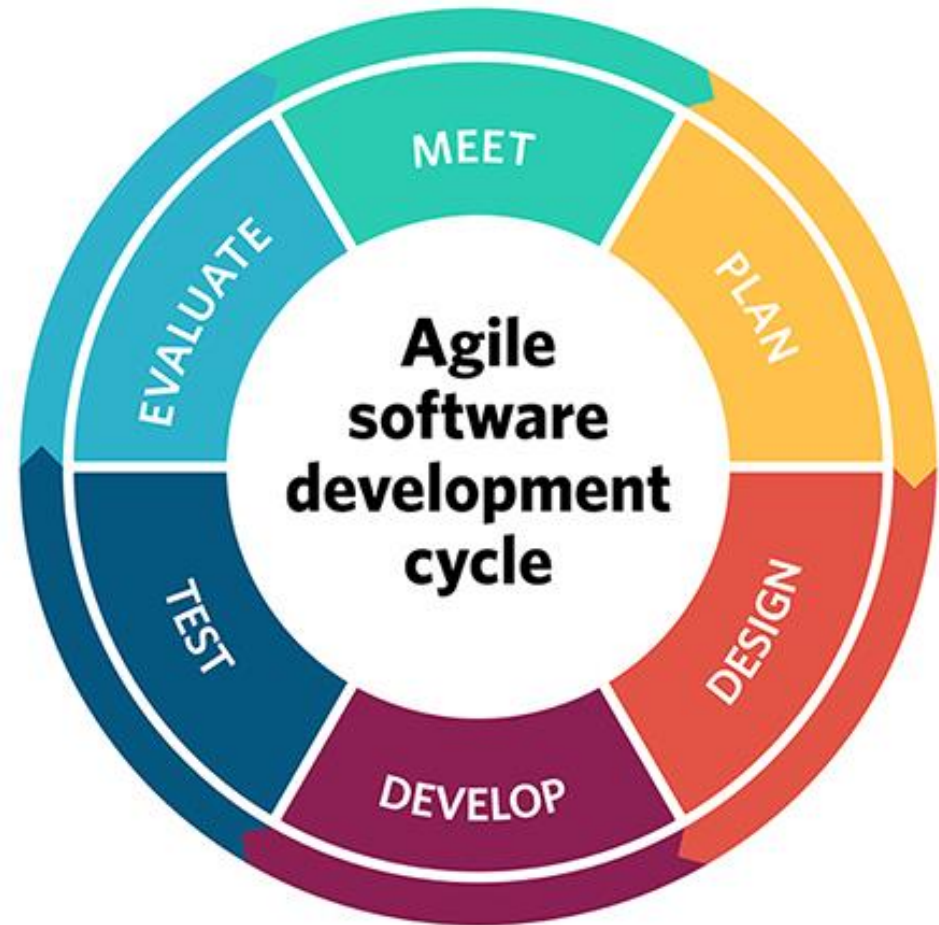 Agile
software
development
cycle
MEET
PLAN
DESIGN
DEVELOP
TEST
EVALUATE